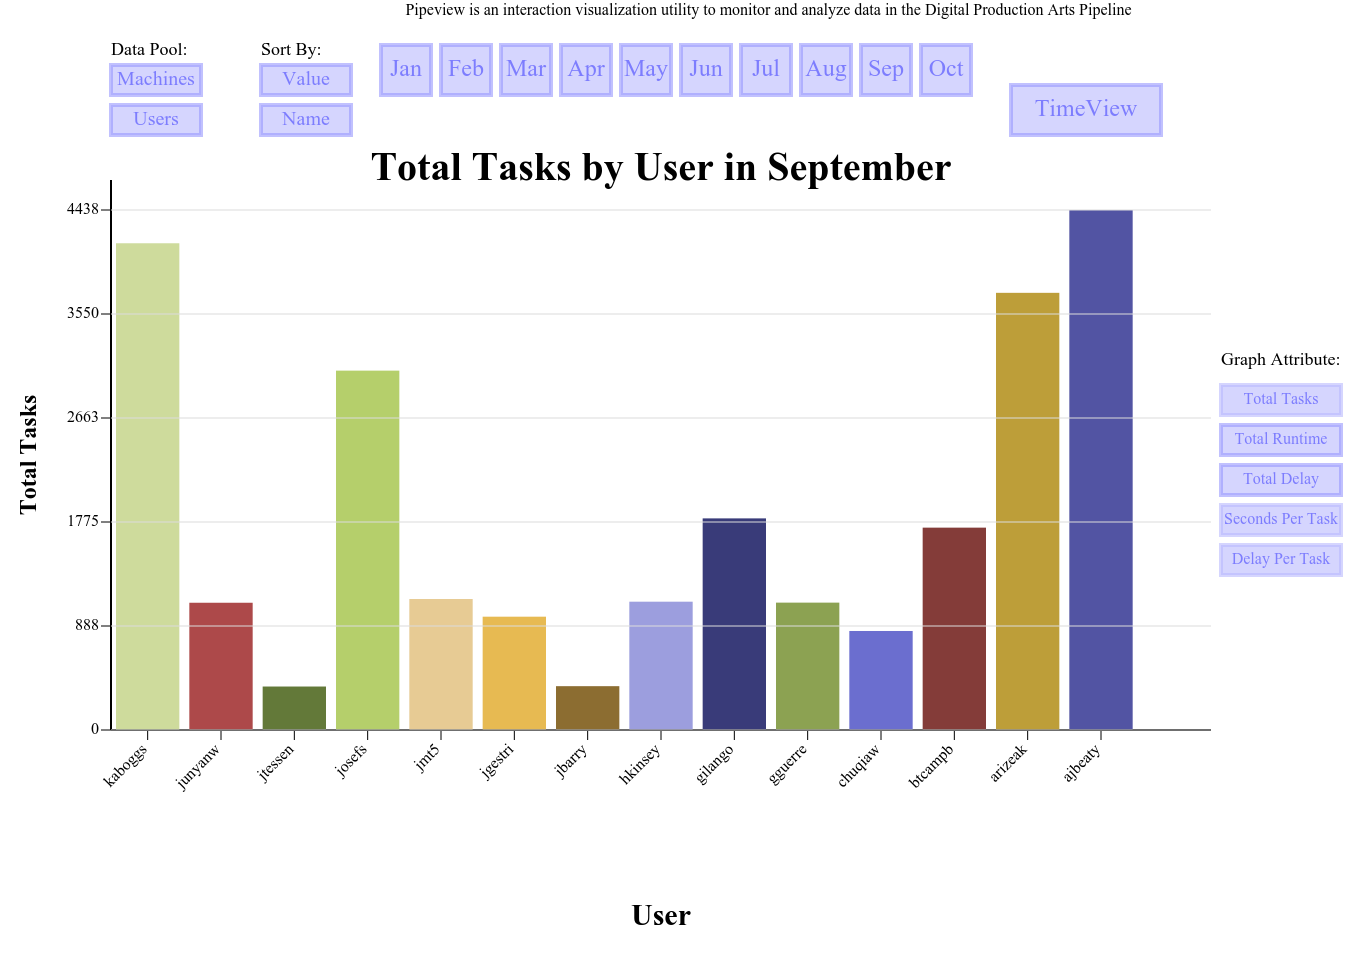 Pipeview is an interaction visualization utility to monitor and analyze data in the Digital Production Arts Pipeline
Data Pool:
Machines
Users
Sort By:
Value
Name
Jan Feb Mar Apr May Jun Jul Aug Sep Oct
TimeView
Total Tasks by User in September
Total Tasks
4438
3550
2663
1775
888
0
kaboggs junyanw jtessen josefs jmt5 jgestri jbarry hkinsey gilango gguerre chuqiaw btcampb arizeak ajbeaty
User
Graph Attribute:
Total Tasks
Total Runtime
Total Delay
Seconds Per Task
Delay Per Task